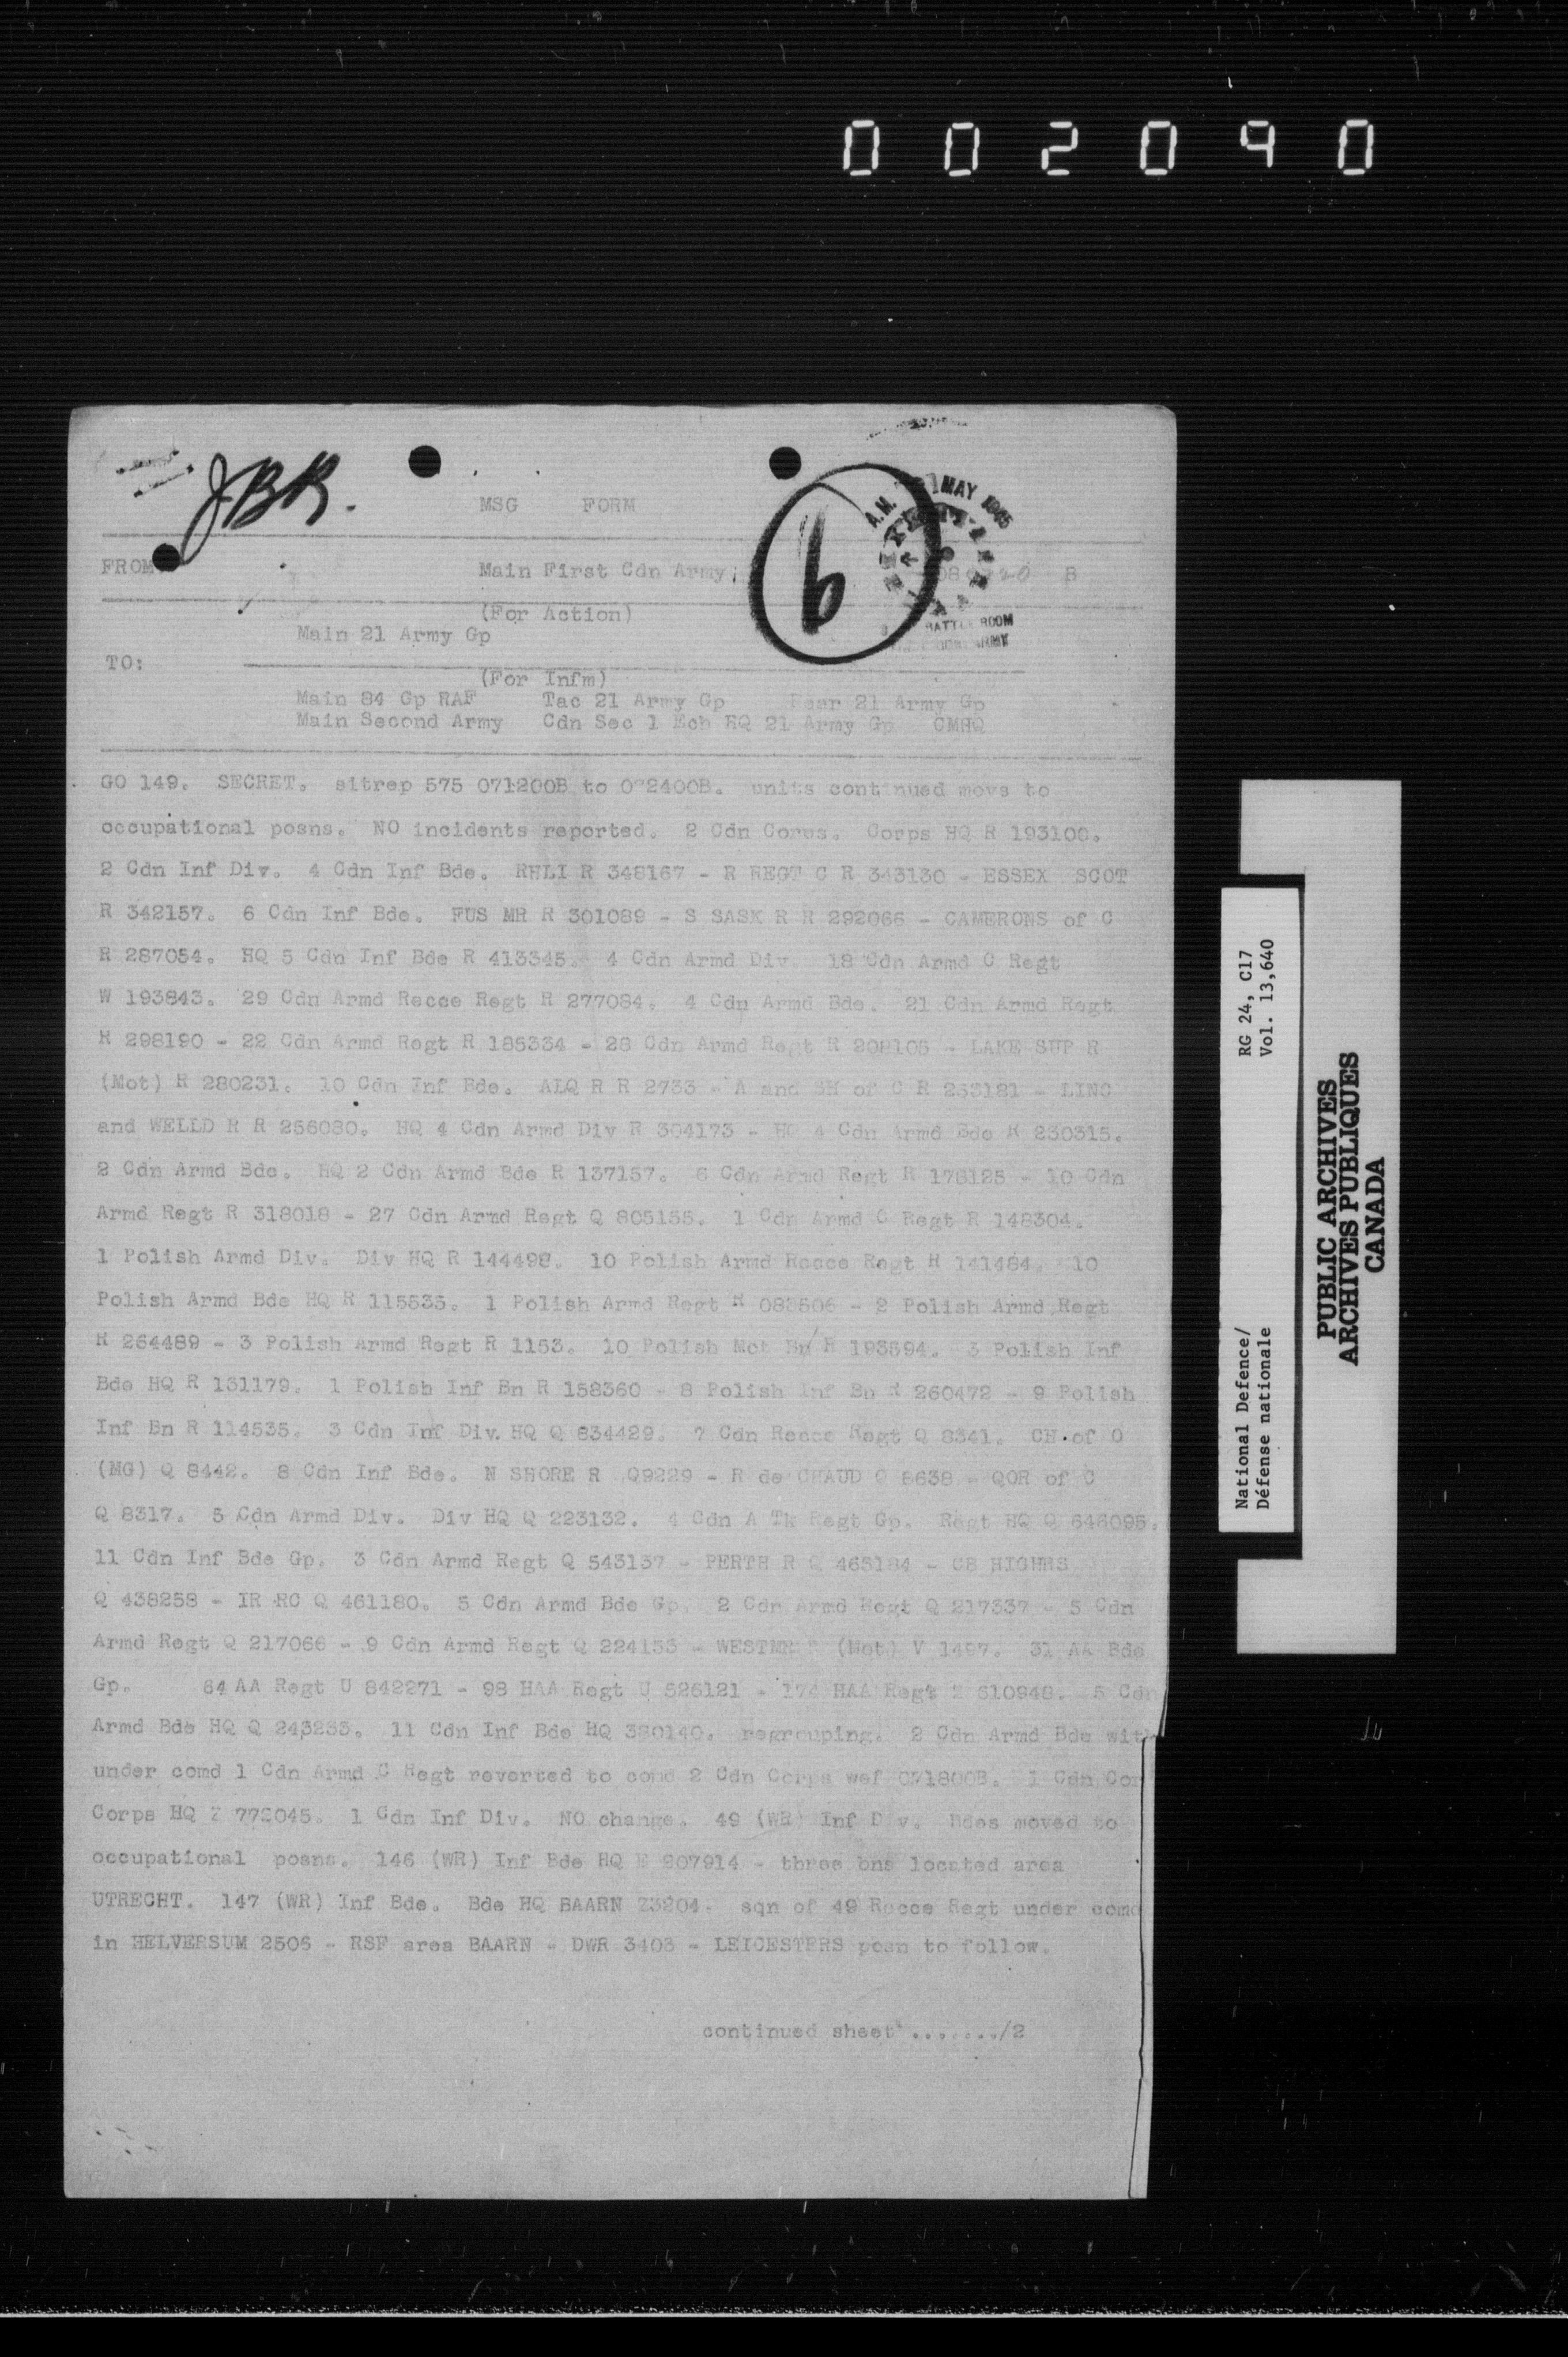 002090
JBR.
MSG FORM
6
A.M. MAY 1945
FROM Main First Cdn Army 080720 B
BATTLE ROOM
ARMY
(For Action)
Main 21 Army Gp
TO:
(For Infm)
Main 84 Gp RAF Tac 21 Army Gp Rear 21 Army Gp
Main Second Army Cdn Sec 1 Ech HQ 21 Army Gp CMHQ
GO 149. SECRET. sitrep 575 071200B to 072400B. units continued movs to
occupational posns. NO incidents reported. 2 Cdn Corps. Corps HQ R 193100.
2 Cdn Inf Div. 4 Cdn Inf Bde. RHLI R 348167 - R REGT C R 343130 - ESSEX SCOT
R 342157. 6 Cdn Inf Bde. FUS MR R 301089 - S SASK R R 292066 - CAMERONS of C
R 287054. HQ 5 Cdn Inf Bde R 413345. 4 Cdn Armd Div 18 Cdn Armd C Regt
W 193843. 29 Cdn Armd Recce Regt R 277084. 4 Cdn Armd Bde. 21 Cdn Armd Regt
R 298190 - 22 Cdn Armd Regt R 185334 - 28 Cdn Armd Regt R 208105 - LAKE SUP R
(Mot) R 280231. 10 Cdn Inf Bde. ALQ R R 2733 - A and SH of C R 263181 - LINC
and WELLD R R 256080. HQ 4 Cdn Armd Div R 304173 - HQ 4 Cdn Armd Bde R 230315.
2 Cdn Armd Bde. HQ 2 Cdn Armd Bde R 137157. 6 Cdn Armd Regt R 178125 - 10 Cdn
Armd Regt R 318018 - 27 Cdn Armd Regt Q 805155. 1 Cdn Armd C Regt R 148304.
1 Polish Armd Div. Div HQ R 144498. 10 Polish Armd Recce Regt R 141484. 10
Polish Armd Bde HQ R 115535. 1 Polish Armd Regt R 083506 - 2 Polish Armd Regt
R 264489 - 3 Polish Armd Regt R 1153. 10 Polish Mot Bn R 193594. 3 Polish Inf
Bde HQ R 131179. 1 Polish Inf Bn R 158360 - 8 Polish Inf Bn R 260472 - 9 Polish
Inf Bn R 114535. 3 Cdn Inf Div. HQ Q 834429. 7 Cdn Recce Regt Q 8341. CH of O
(MG) Q 8442. 8 Cdn Inf Bde. N SHORE R Q9229 - R de CHAUD Q 8638 - QOR of C
Q 8317. 5 Cdn Armd Div. Div HQ Q 223132. 4 Cdn A Tk Regt Gp. Regt HQ Q 646095.
11 Cdn Inf Bde Gp. 3 Cdn Armd Regt Q 543137 - PERTH R Q 465184 - CB HIGHRS
Q 438258 - IR RC Q 461180. 5 Cdn Armd Bde Gp. 2 Cdn Armd Regt Q 217337 - 5 Cdn
Armd Regt Q 217066 - 9 Cdn Armd Regt Q 224153 - WESTMR (Mot) V 1497. 31 AA Bde
Gp. 84 AA Regt U 842271 - 98 HAA Regt U 526121 - 174 HAA Regt Z 610948. 5 Cdn
Armd Bde HQ Q 243233. 11 Cdn Inf Bde HQ 380140. regrouping. 2 Cdn Armd Bde with
under comd 1 Cdn Armd C Regt reverted to comd 2 Cdn Corps wef 071800B. 1 Cdn Cor
Corps HQ Z 772045. 1 Cdn Inf Div. NO change. 49 (WR) Inf Div. Bdes moved to
occupational posns. 146 (WR) Inf Bde HQ E 207914 - three bns located area
UTRECHT. 147 (WR) Inf Bde. Bde HQ BAARN Z3204. sqn of 49 Recce Regt under comd
in HELVERSUM 2506 - RSF area BAARN - DWR 3403 - LEICESTERS posn to follow.
continued sheet ......./2
National Defence/ RG 24, C17
Défense nationale Vol. 13,640
PUBLIC ARCHIVES
ARCHIVES PUBLIQUES
CANADA